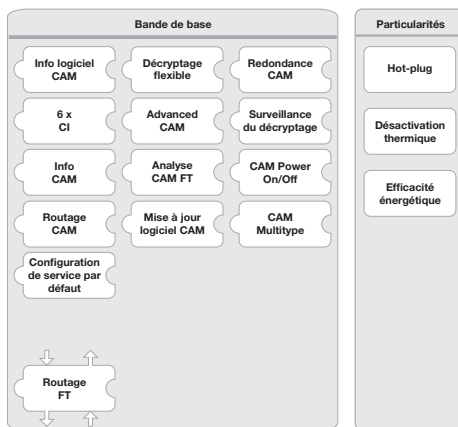 Bande de base
Info logiciel
CAM
Décryptage
flexible
Redondance
CAM
6 x
CI
Advanced
CAM
Surveillance
du décryptage
Info
CAM
Analyse
CAM FT
CAM Power
On/Off
Routage
CAM
Mise à jour
logiciel CAM
CAM
Multitype
Configuration
de service par
défaut
Routage
FT
Particularités
Hot-plug
Désactivation
thermique
Efficacité
énergétique